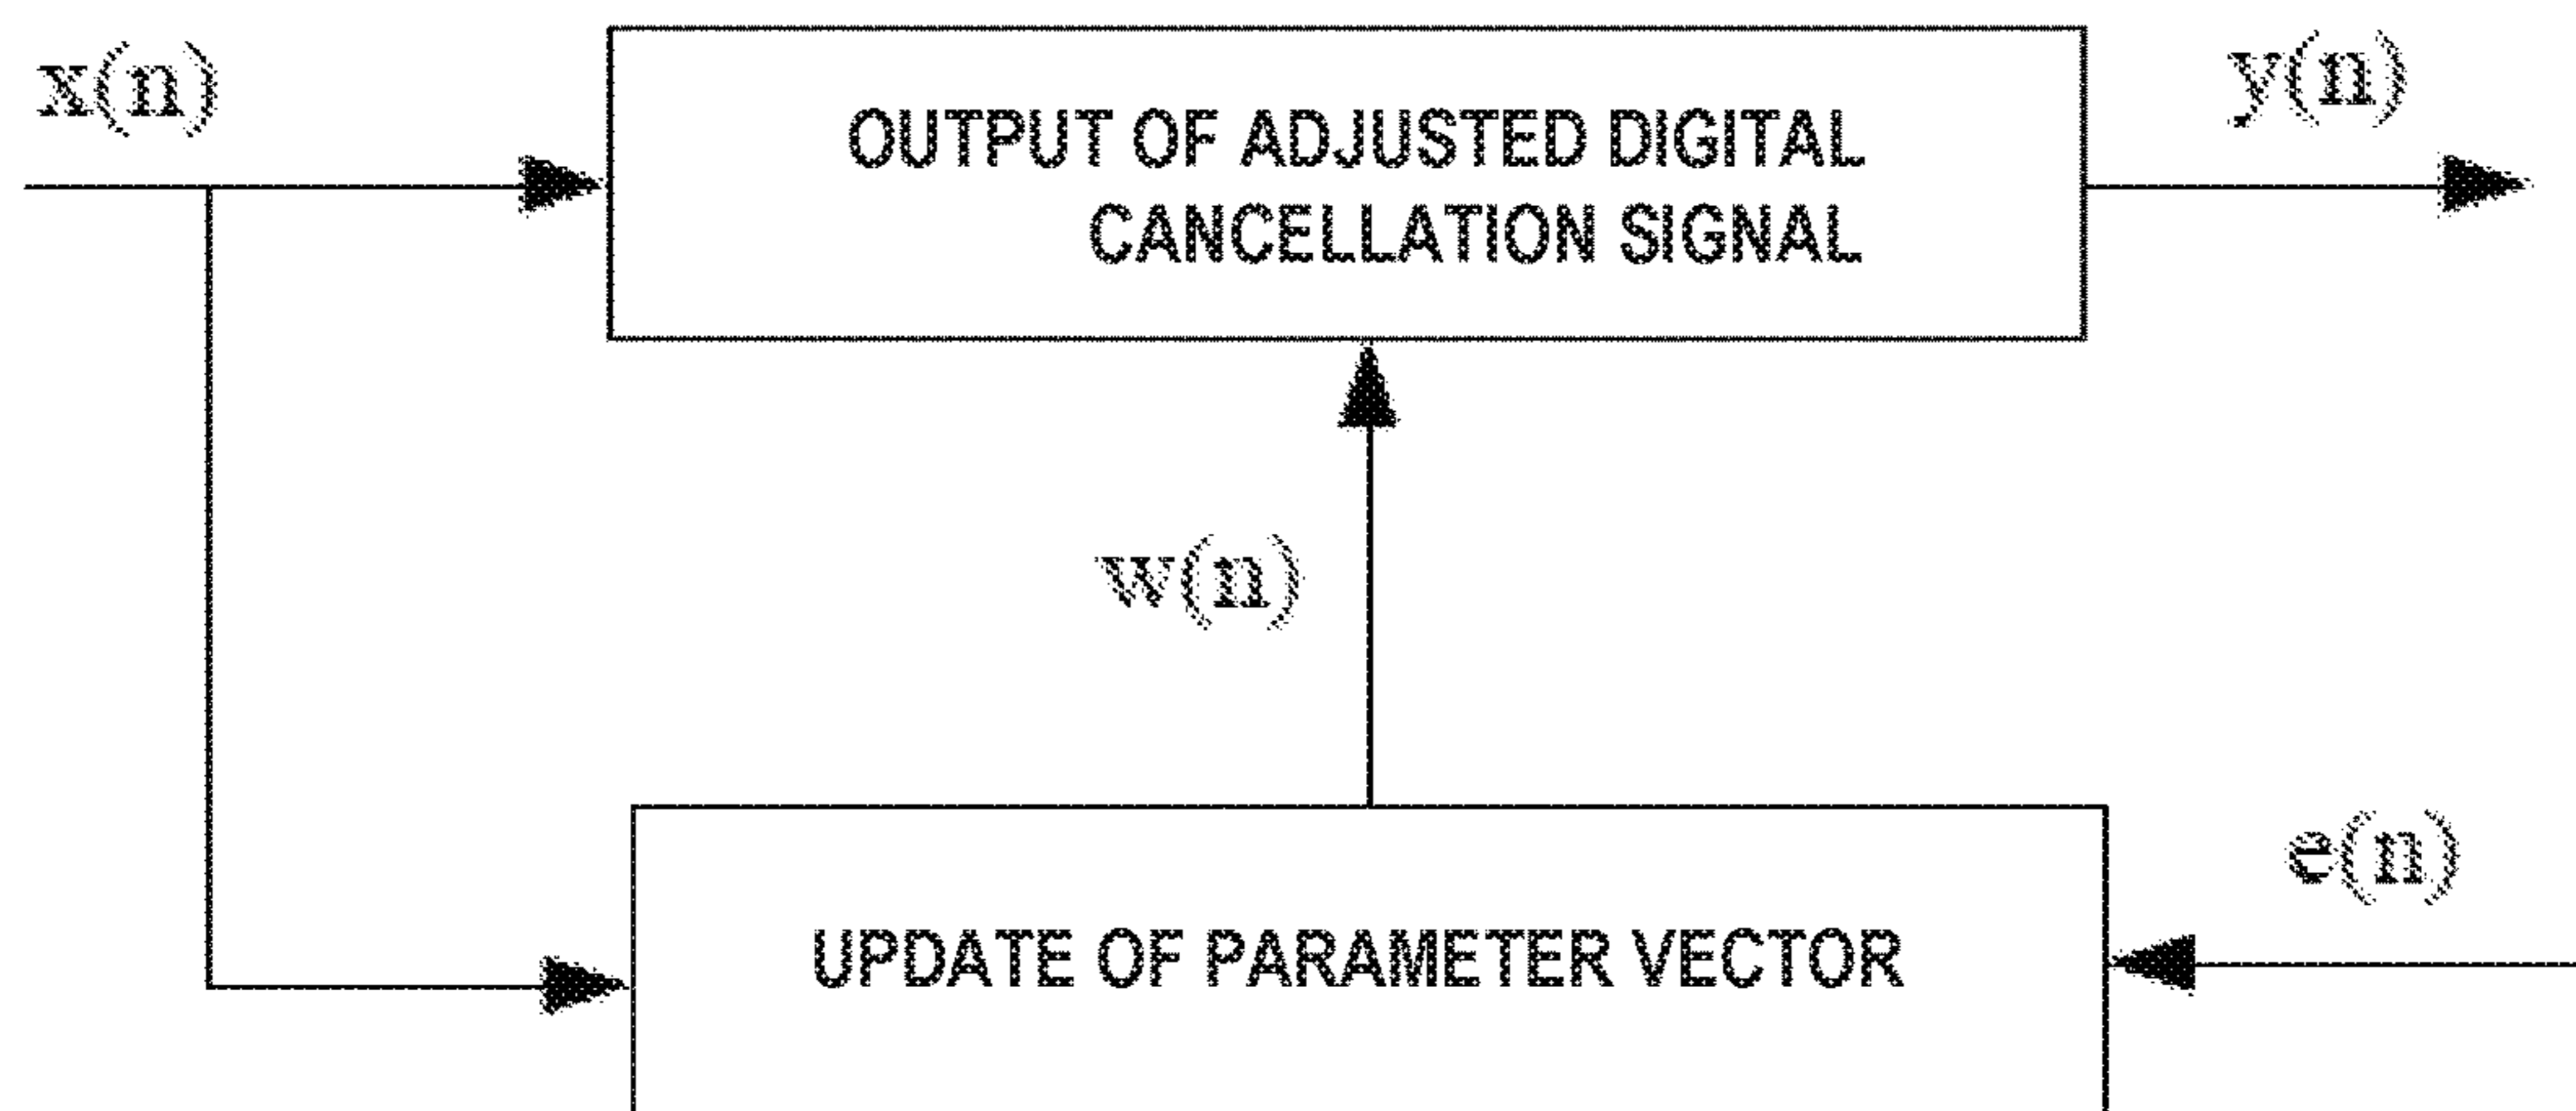 x(n)
OUTPUT OF ADJUSTED DIGITAL
CANCELLATION SIGNAL
y(n)
w(n)
UPDATE OF PARAMETER VECTOR
e(n)